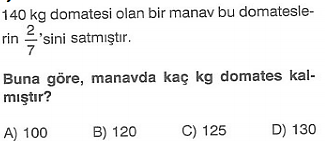 140 kg domatesi olan bir manav bu domatesle-
rin 2/7'sini satmıştır.
Buna göre, manavda kaç kg domates kal-
mıştır?
A) 100 B) 120 C) 125 D) 130